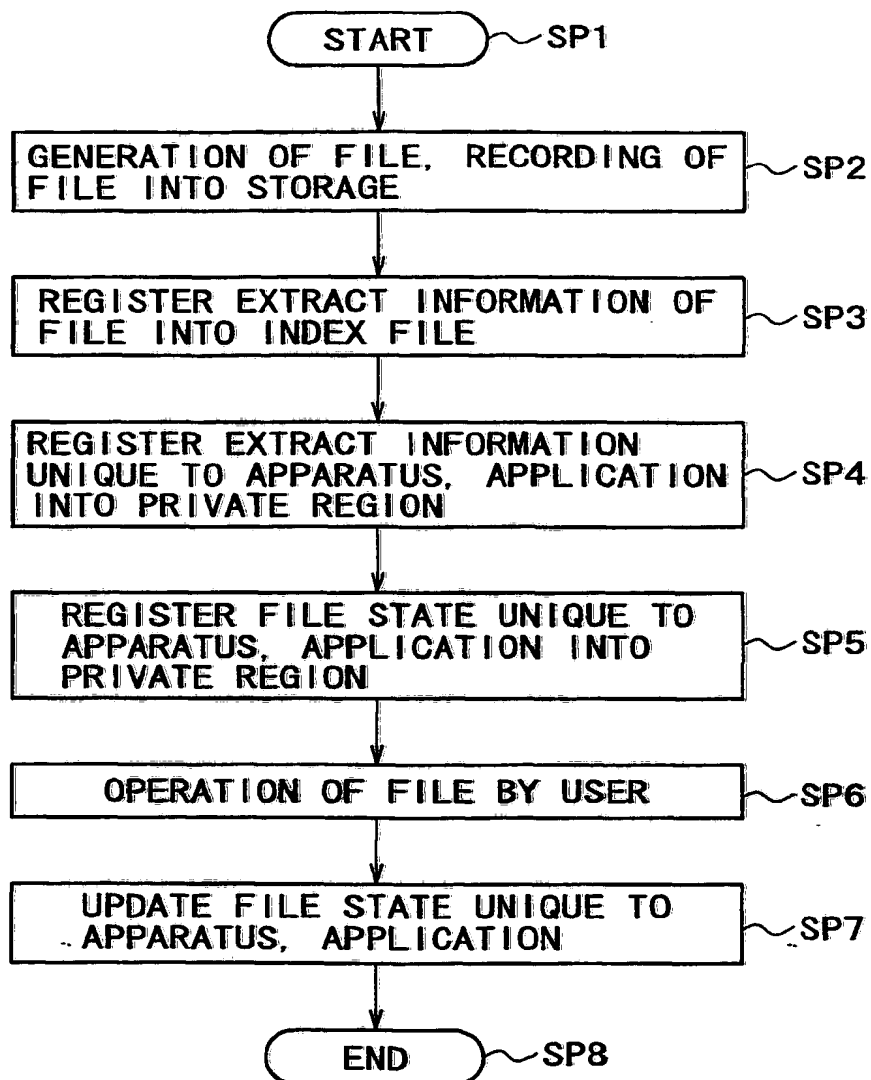 START SP1
GENERATION OF FILE, RECORDING OF
FILE INTO STORAGE
SP2
REGISTER EXTRACT INFORMATION OF
FILE INTO INDEX FILE
SP3
REGISTER EXTRACT INFORMATION
UNIQUE TO APPARATUS, APPLICATION
INTO PRIVATE REGION
SP4
REGISTER FILE STATE UNIQUE TO
APPARATUS, APPLICATION INTO
PRIVATE REGION
SP5
OPERATION OF FILE BY USER SP6
UPDATE FILE STATE UNIQUE TO
APPARATUS, APPLICATION
SP7
END SP8